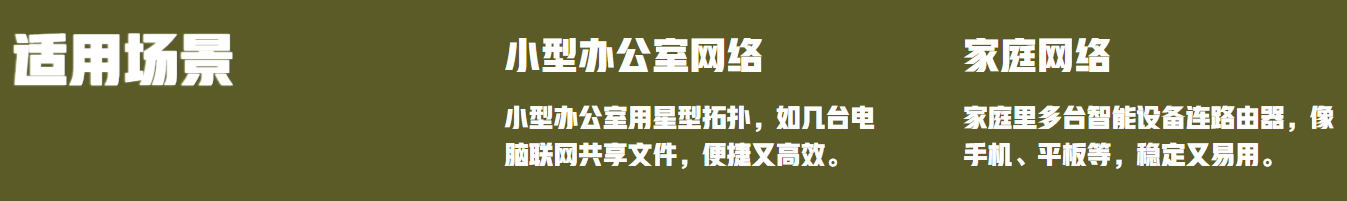 适用场景
小型办公室网络
小型办公室用星型拓扑，如几台电
脑联网共享文件，便捷又高效。
家庭网络
家庭里多台智能设备连路由器，像
手机、平板等，稳定又易用。